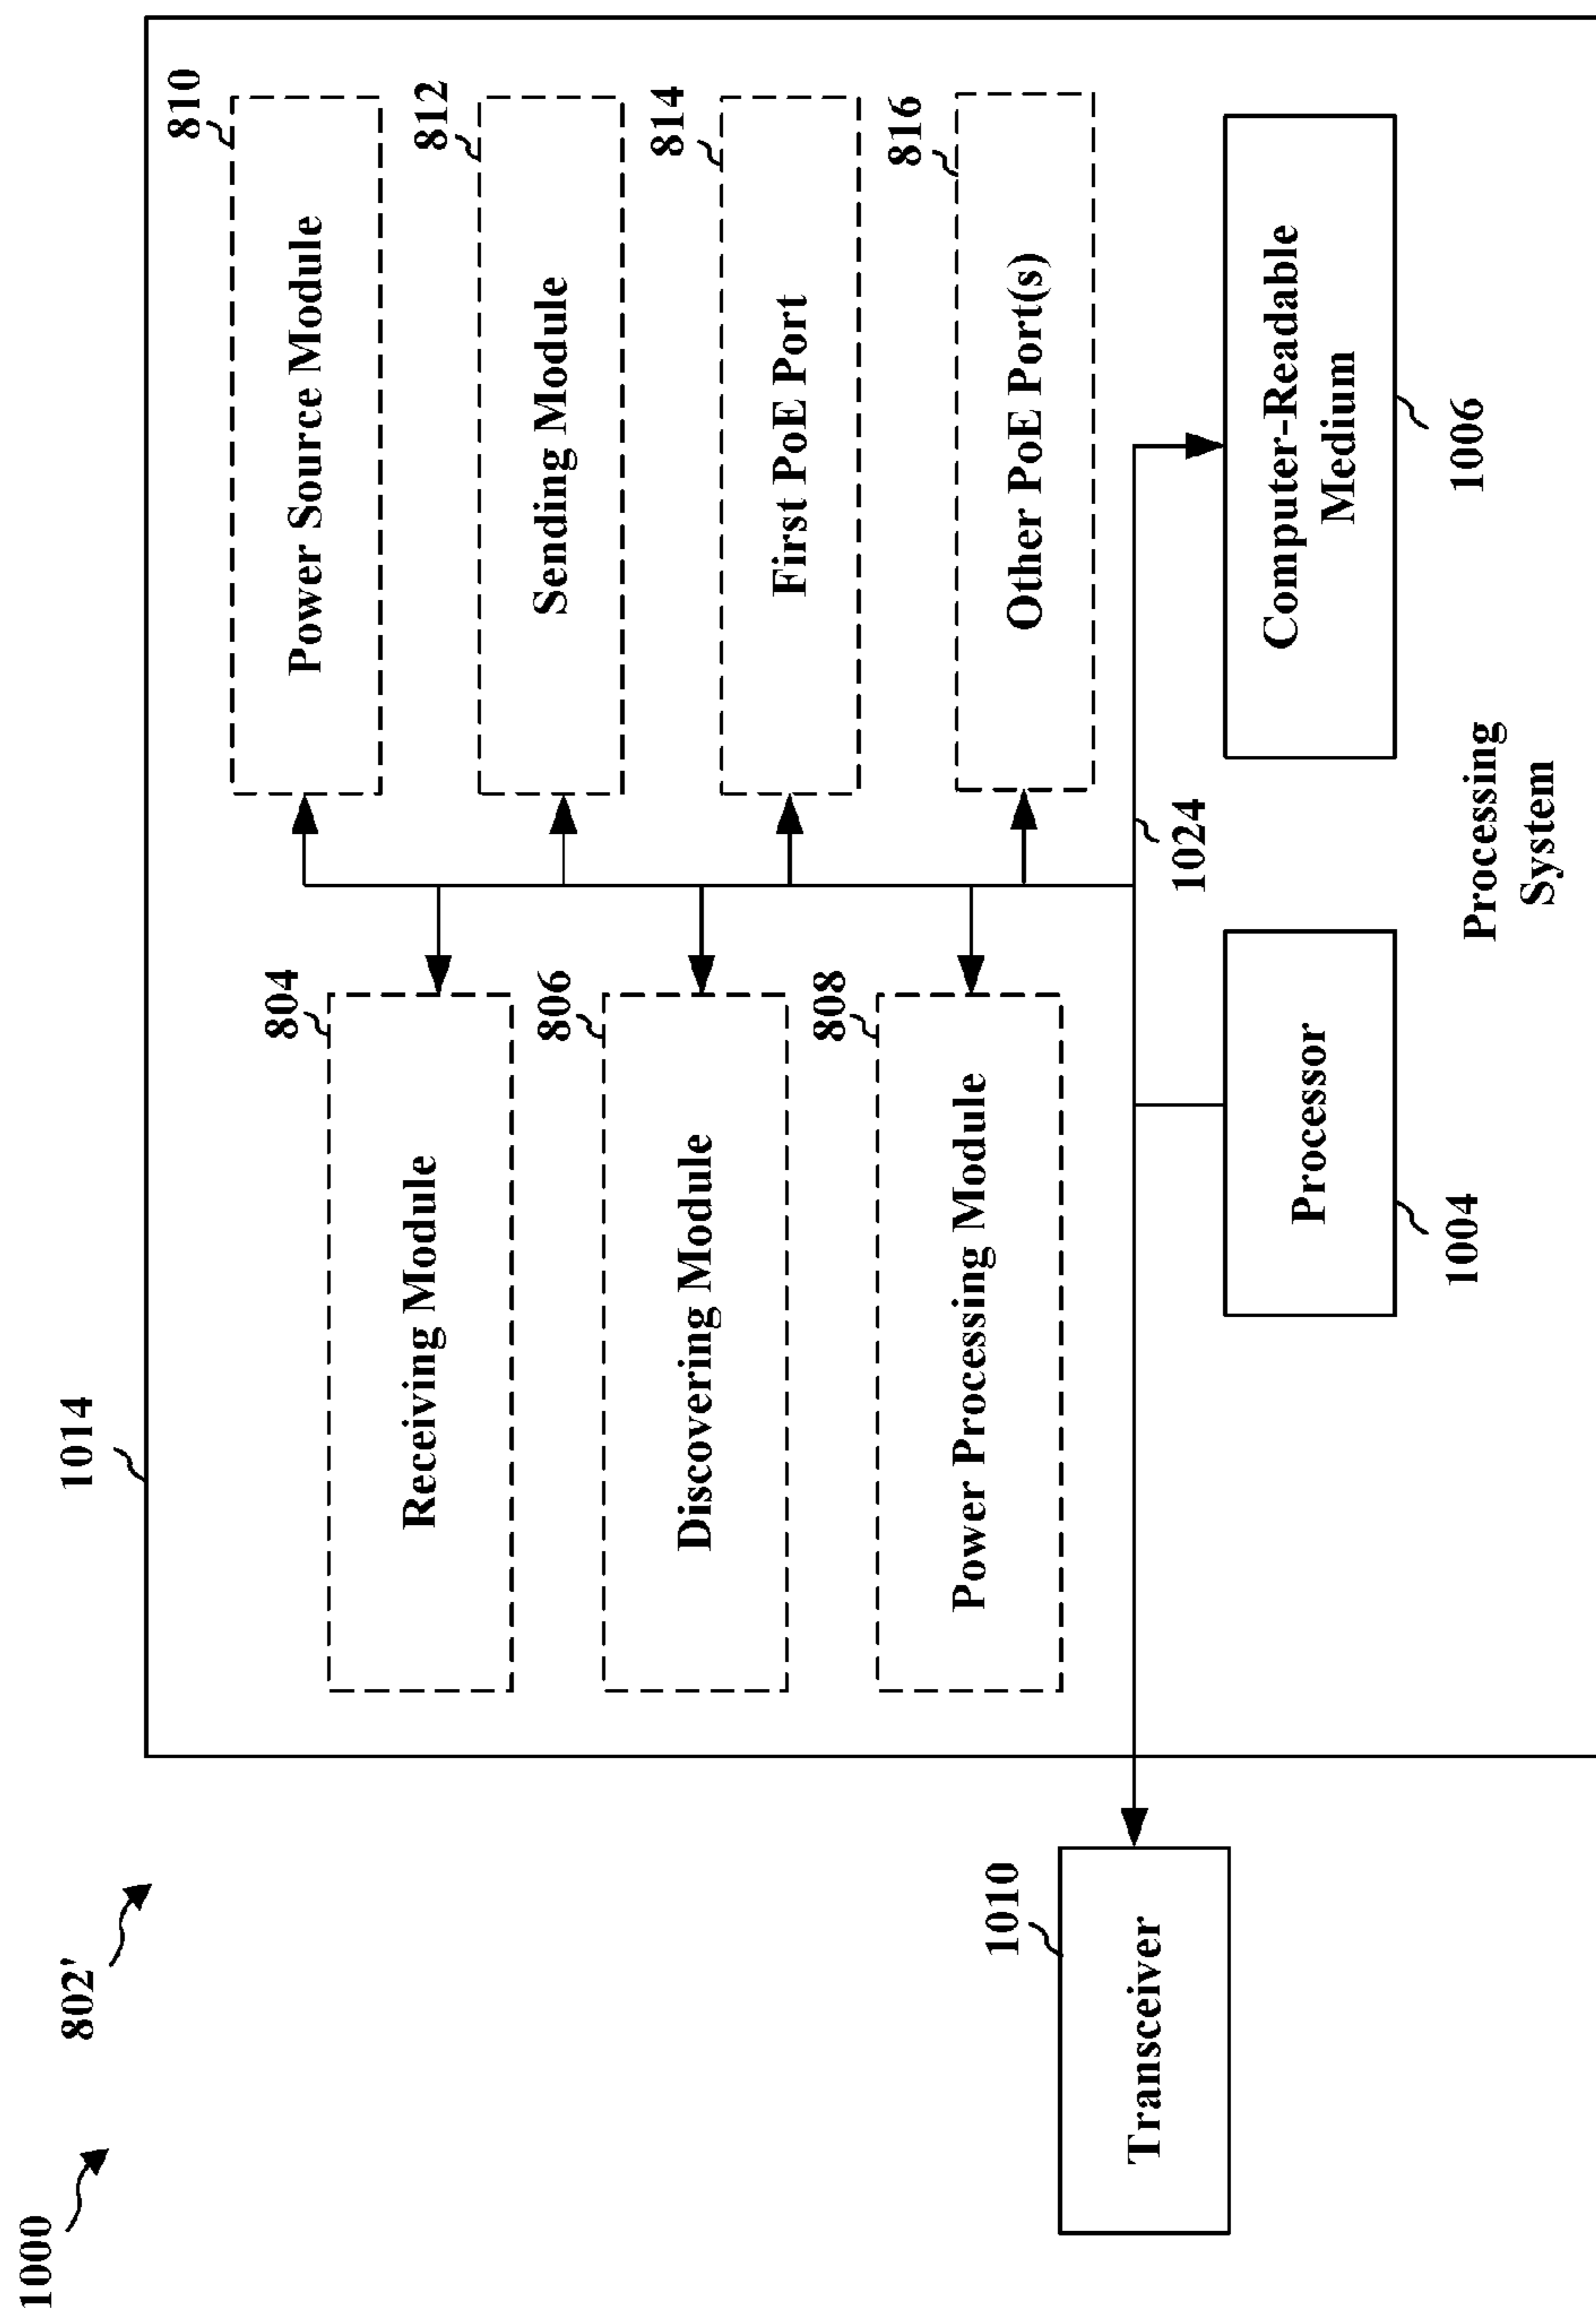 1000
802'
1014
804
Receiving Module
806
Discovering Module
808
Power Processing Module
810
Power Source Module
812
Sending Module
814
First PoE Port
816
Other PoE Port(s)
1024
1010
Transceiver
Processor
1004
Computer-Readable
Medium
1006
Processing
System